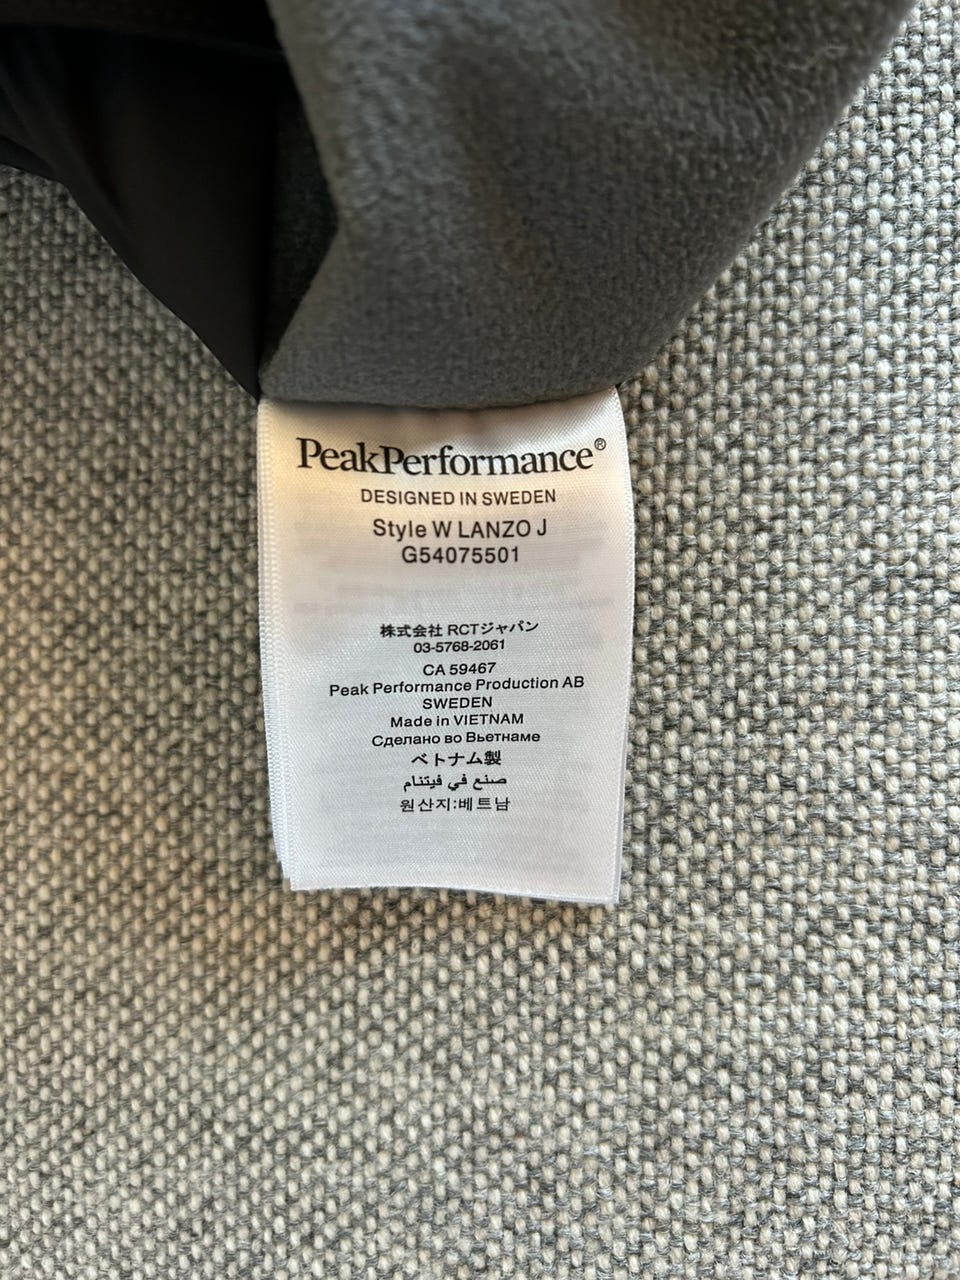 PeakPerformance®
DESIGNED IN SWEDEN
Style W LANZO J
G54075501
株式会社 RCTジャパン
03-5768-2061
CA 59467
Peak Performance Production AB
SWEDEN
Made in VIETNAM
Сделано во Вьетнаме
ベトナム製
صنع في فيتنام
원산지:베트남